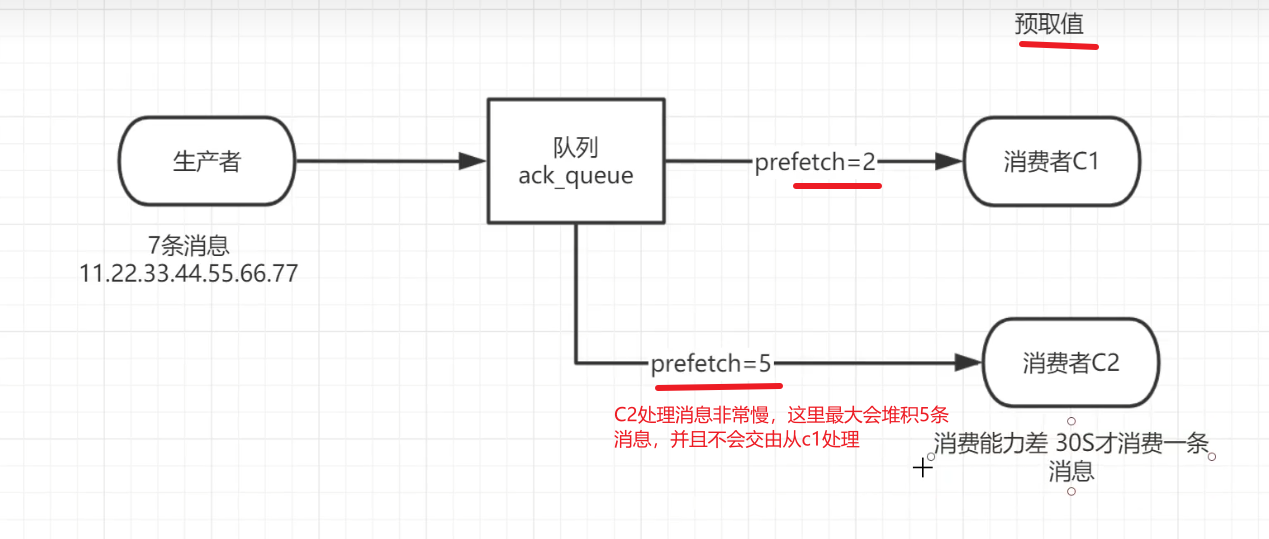 预取值
生产者
队列
ack_queue
prefetch=2
消费者C1
7条消息
11.22.33.44.55.66.77
prefetch=5
消费者C2
C2处理消息非常慢，这里最大会堆积5条
消息，并且不会交由从c1处理
消费能力差 30S才消费一条
消息